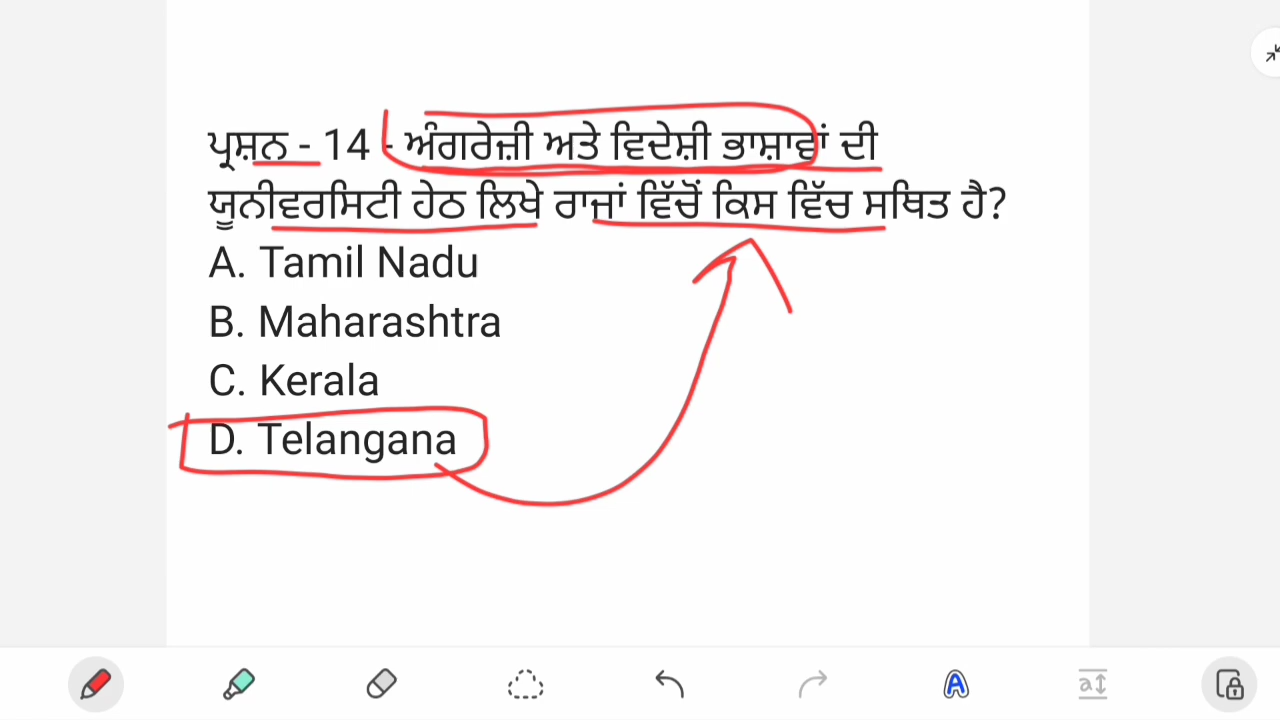 ਪ੍ਰਸ਼ਨ - 14 - ਅੰਗਰੇਜ਼ੀ ਅਤੇ ਵਿਦੇਸ਼ੀ ਭਾਸ਼ਾਵਾਂ ਦੀ
ਯੂਨੀਵਰਸਿਟੀ ਹੇਠ ਲਿਖੇ ਰਾਜਾਂ ਵਿੱਚੋਂ ਕਿਸ ਵਿੱਚ ਸਥਿਤ ਹੈ?
A. Tamil Nadu
B. Maharashtra
C. Kerala
D. Telangana